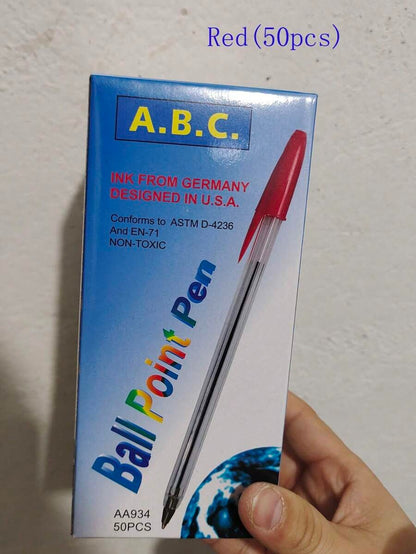 Red(50pcs)
A.B.C.
INK FROM GERMANY
DESIGNED IN U.S.A.
Conforms to ASTM D-4236
And EN-71
NON-TOXIC
Ball Point Pen
AA934
50PCS